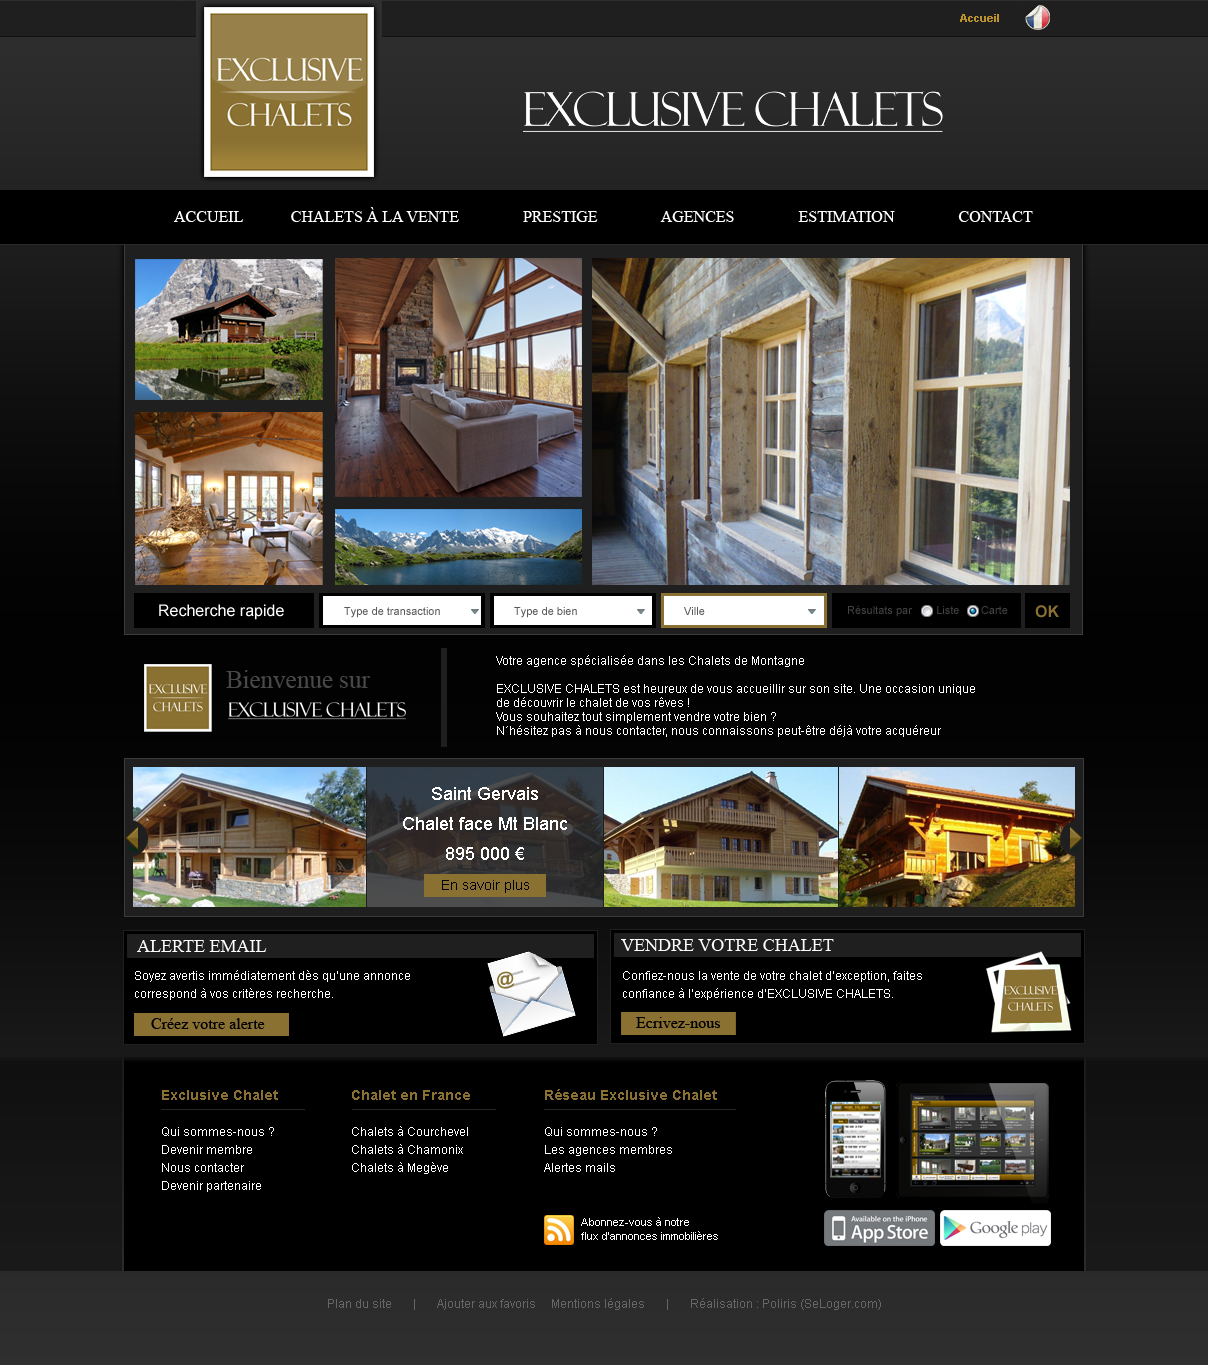 Accueil
EXCLUSIVE
CHALETS
EXCLUSIVE CHALETS
ACCUEIL
CHALETS À LA VENTE
PRESTIGE
AGENCES
ESTIMATION
CONTACT
Recherche rapide
Type de transaction
Type de bien
Ville
Résultats par
Liste
Carte
OK
EXCLUSIVE
CHALETS
Bienvenue sur
EXCLUSIVE CHALETS
Votre agence spécialisée dans les Chalets de Montagne
EXCLUSIVE CHALETS est heureux de vous accueillir sur son site. Une occasion unique
de découvrir le chalet de vos rêves !
Vous souhaitez tout simplement vendre votre bien ?
N´hésitez pas à nous contacter, nous connaissons peut-être déjà votre acquéreur
Saint Gervais
Chalet face Mt Blanc
895 000 €
En savoir plus
ALERTE EMAIL
Soyez avertis immédiatement dès qu'une annonce
correspond à vos critères recherche.
Créez votre alerte
@
VENDRE VOTRE CHALET
Confiez-nous la vente de votre chalet d'exception, faites
confiance à l'expérience d'EXCLUSIVE CHALETS.
Ecrivez-nous
EXCLUSIVE
CHALETS
Exclusive Chalet
Qui sommes-nous ?
Devenir membre
Nous contacter
Devenir partenaire
Chalet en France
Chalets à Courchevel
Chalets à Chamonix
Chalets à Megève
Réseau Exclusive Chalet
Qui sommes-nous ?
Les agences membres
Alertes mails
Abonnez-vous à notre
flux d'annonces immobilières
Available on the iPhone
App Store
Google play
Plan du site | Ajouter aux favoris Mentions légales | Réalisation : Poliris (SeLoger.com)